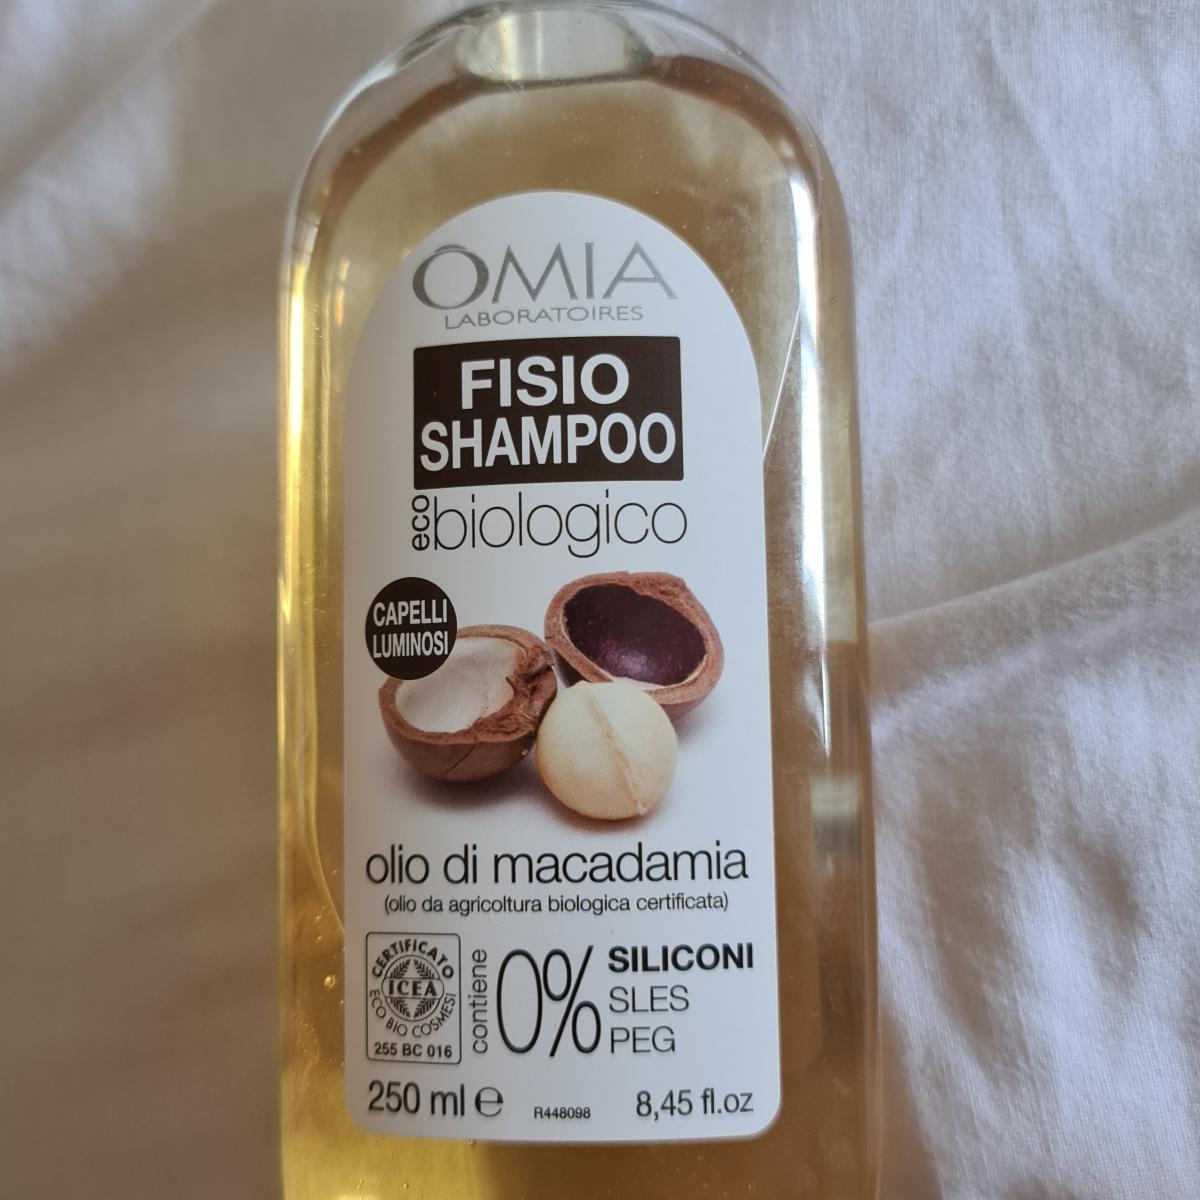 OMIA
LABORATOIRES
FISIO
SHAMPOO
eco biologico
CAPELLI
LUMINOSI
olio di macadamia
(olio da agricoltura biologica certificata)
CERTIFICATO
ICEA
ECO BIO COSMESI
255 BC 016
contiene
0%
SILICONI
SLES
PEG
250 ml ℮
R448098
8,45 fl.oz